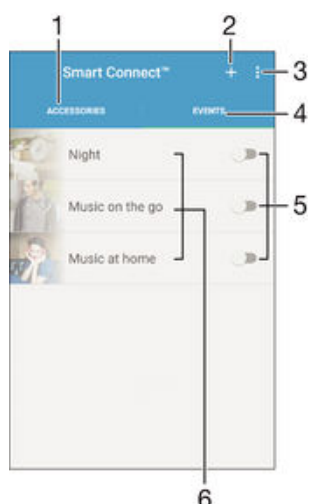 1
2
Smart Connect™
+
3
ACCESSORIES
EVENTS
4
Night
Music on the go
5
Music at home
6